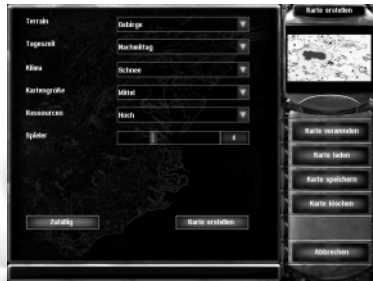 Karte erstellen
Terrain Gebirge
Tageszeit Nachmittag
Klima Schnee
Kartengröße Mittel
Ressourcen Hoch
Spieler 4
Zufällig Karte erstellen
Karte verwenden
Karte laden
Karte speichern
Karte löschen
Abbrechen